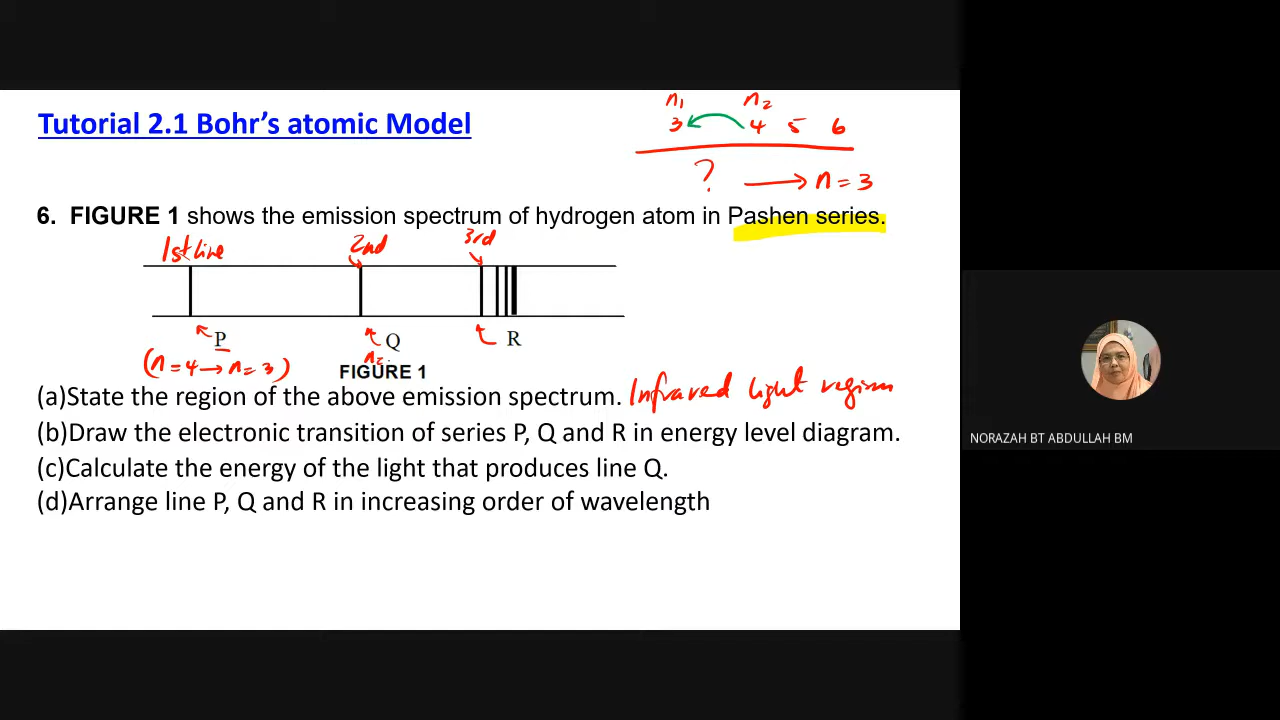 Tutorial 2.1 Bohr's atomic Model
n1 n2
3 4 5 6
? → n = 3
6. FIGURE 1 shows the emission spectrum of hydrogen atom in Pashen series.
1st line 2nd 3rd
P Q R
(n = 4 → n = 3) n2
FIGURE 1
(a)State the region of the above emission spectrum. Infrared light region
(b)Draw the electronic transition of series P, Q and R in energy level diagram.
(c)Calculate the energy of the light that produces line Q.
(d)Arrange line P, Q and R in increasing order of wavelength
NORAZAH BT ABDULLAH BM